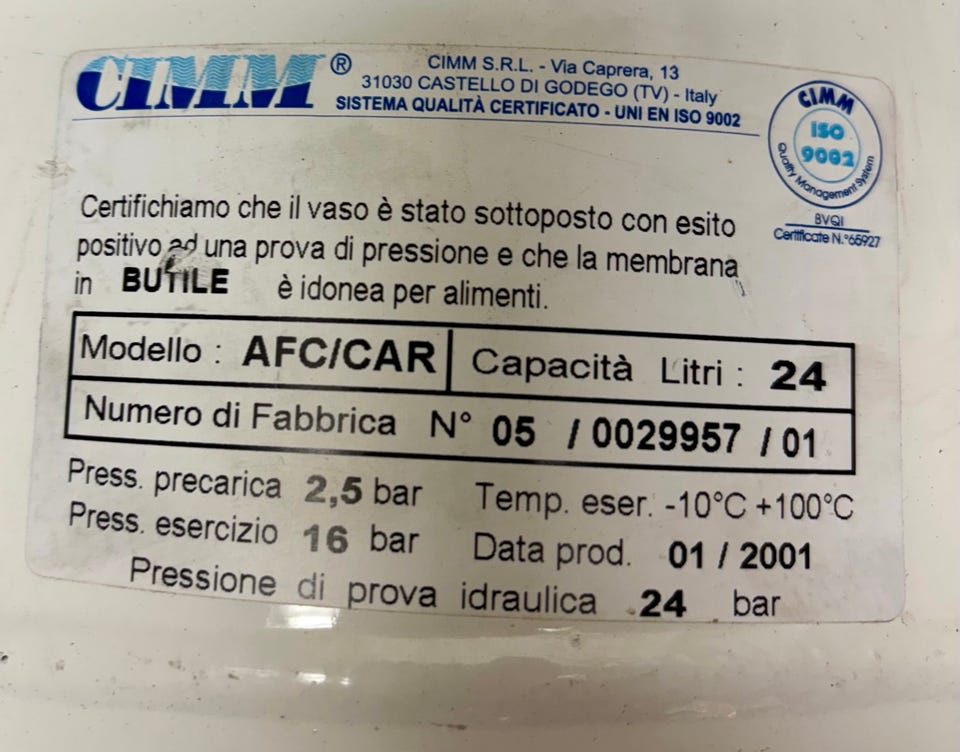 CIMM®
CIMM S.R.L. - Via Caprera, 13
31030 CASTELLO DI GODEGO (TV) - Italy
SISTEMA QUALITÀ CERTIFICATO - UNI EN ISO 9002
CIMM
ISO
9002
Quality Management System
BVQI
Certificate N.°65927
Certifichiamo che il vaso è stato sottoposto con esito
positivo ad una prova di pressione e che la membrana
in BUTILE è idonea per alimenti.
Modello : AFC/CAR Capacità Litri : 24
Numero di Fabbrica N° 05 / 0029957 / 01
Press. precarica 2,5 bar Temp. eser. -10°C +100°C
Press. esercizio 16 bar Data prod. 01 / 2001
Pressione di prova idraulica 24 bar